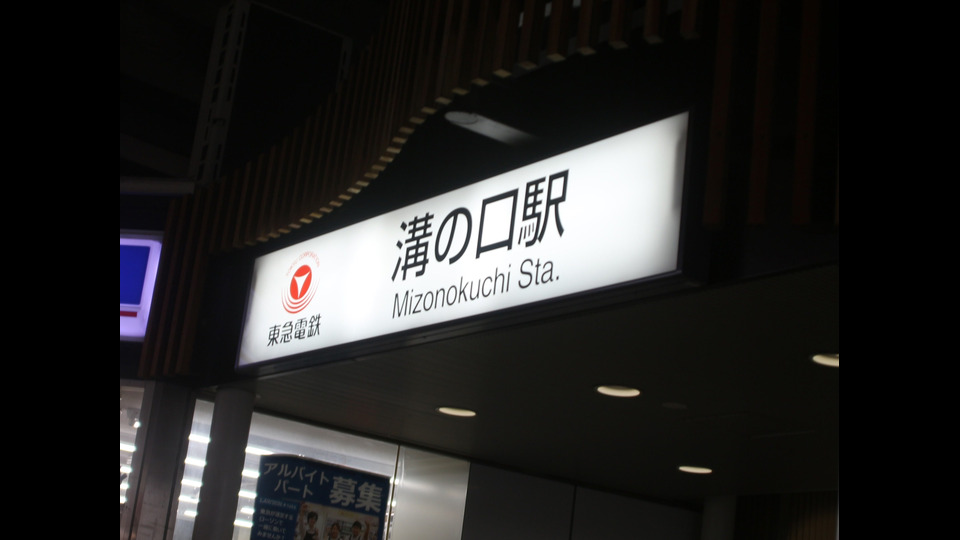 溝の口駅
Mizonokuchi Sta.
東急電鉄
アルバイト
パート
募集